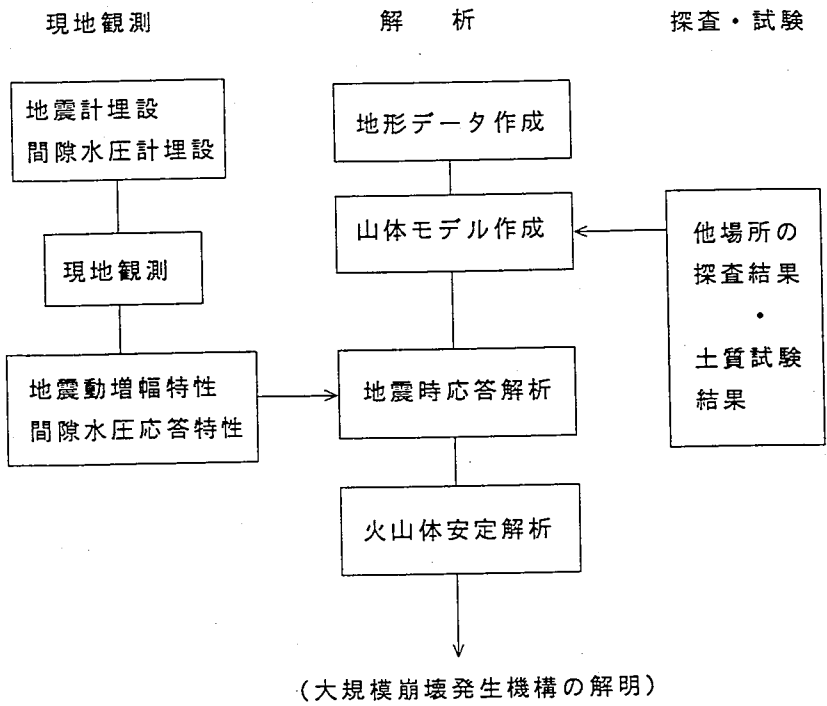 現地観測
解析
探査・試験
地震計埋設
間隙水圧計埋設
現地観測
地震動増幅特性
間隙水圧応答特性
地形データ作成
山体モデル作成
地震時応答解析
火山体安定解析
他場所の
探査結果
・
土質試験
結果
(大規模崩壊発生機構の解明)